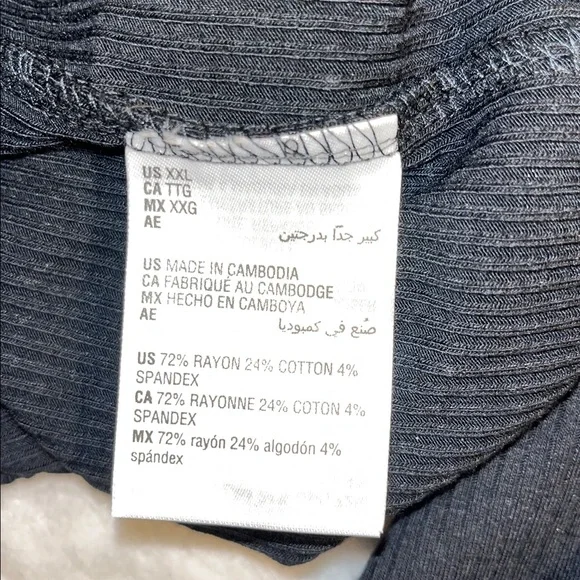 US XXL
CA TTG
MX XXG
AE
كبير جدًا بدرجتين
US MADE IN CAMBODIA
CA FABRIQUÉ AU CAMBODGE
MX HECHO EN CAMBOYA
AE
صُنع في كمبوديا
US 72% RAYON 24% COTTON 4%
SPANDEX
CA 72% RAYONNE 24% COTON 4%
SPANDEX
MX 72% rayón 24% algodón 4%
spándex